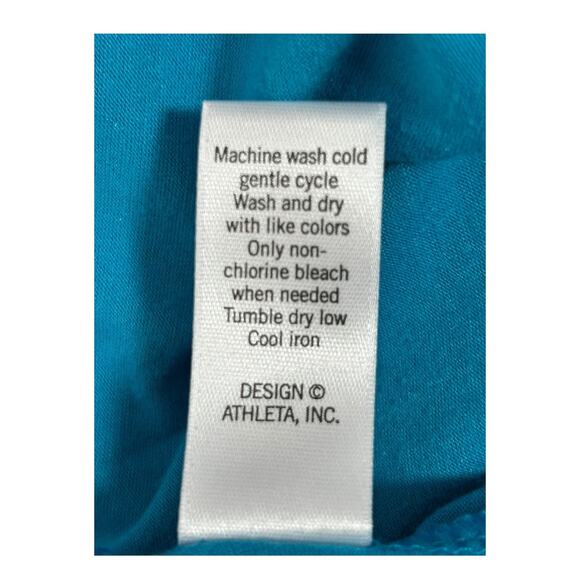 Machine wash cold
gentle cycle
Wash and dry
with like colors
Only non-
chlorine bleach
when needed
Tumble dry low
Cool iron
DESIGN ©
ATHLETA, INC.